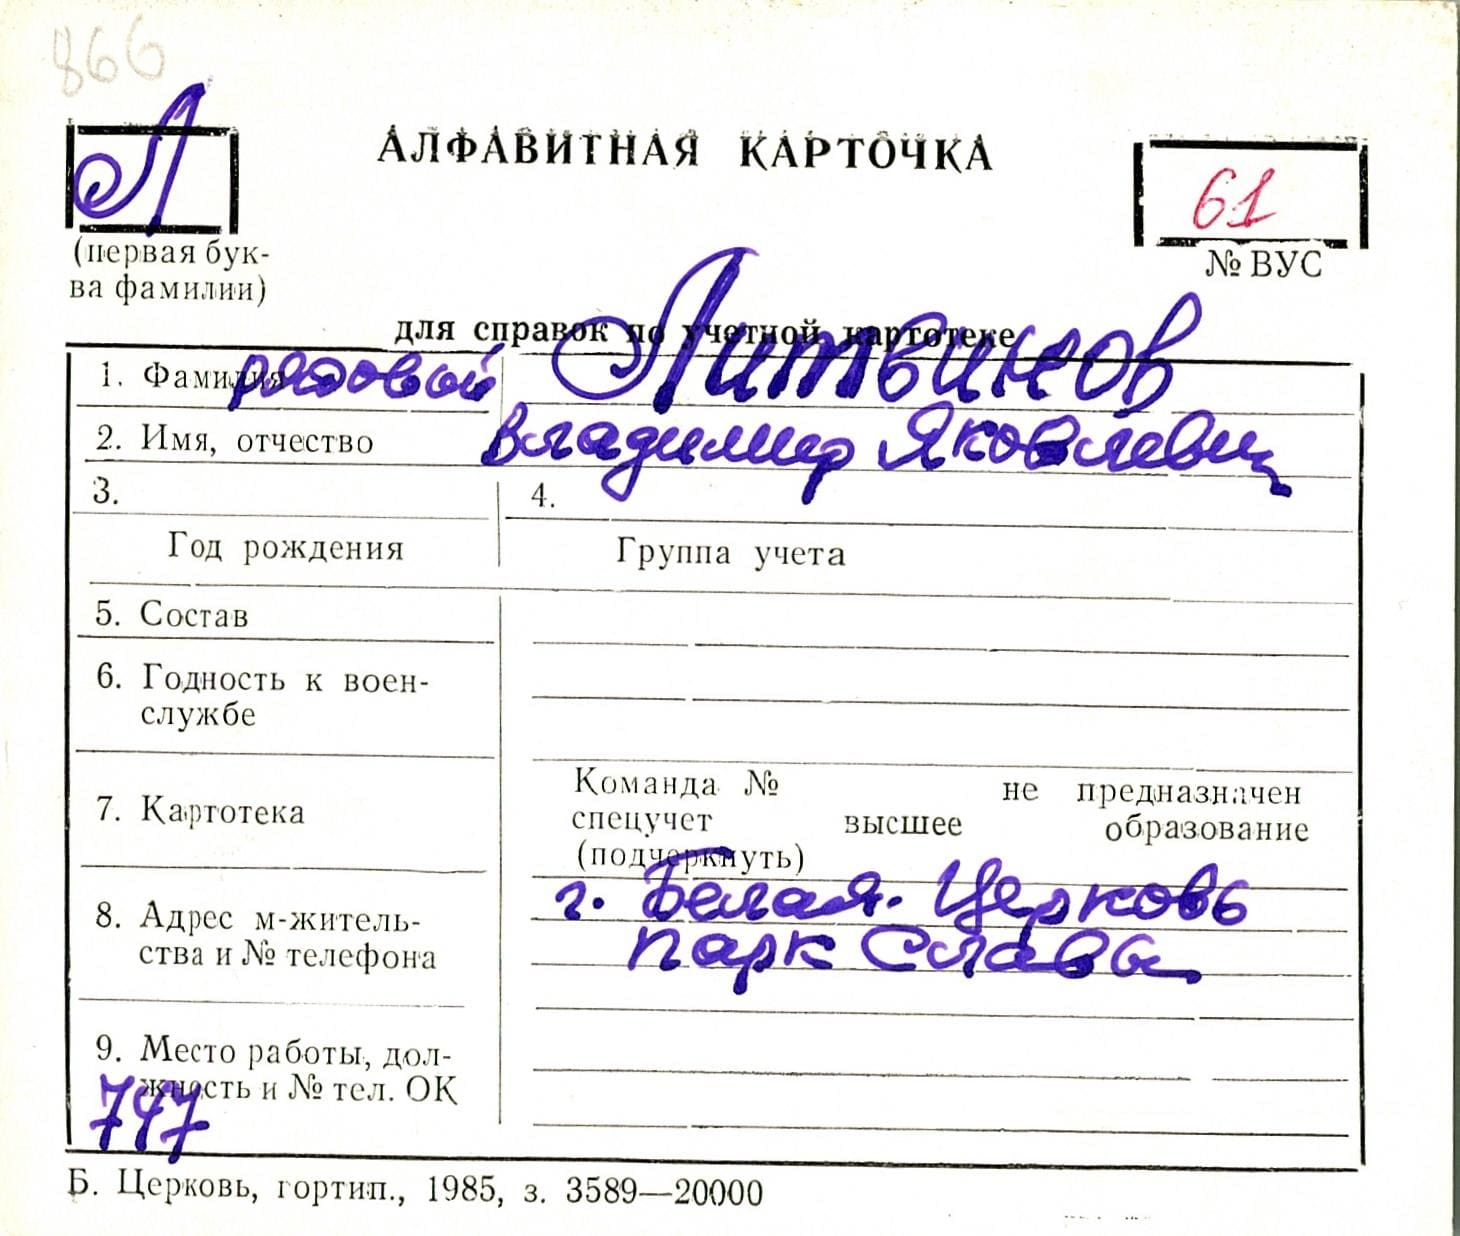 866
Л
АЛФАВИТНАЯ КАРТОЧКА
61
(первая бук-
ва фамилии)
№ ВУС
для справок по учетной картотеке
1. Фамилия рядовой Литвинов
2. Имя, отчество Владимир Яковлевич
3. 4.
Год рождения Группа учета
5. Состав
6. Годность к воен-
службе
7. Картотека
Команда № не предназначен
спецучет высшее образование
(подчеркнуть)
8. Адрес м-житель-
ства и № телефона
г. Белая. Церковь
парк Славы
9. Место работы, дол-
жность и № тел. ОК
747
Б. Церковь, гортип., 1985, з. 3589—20000